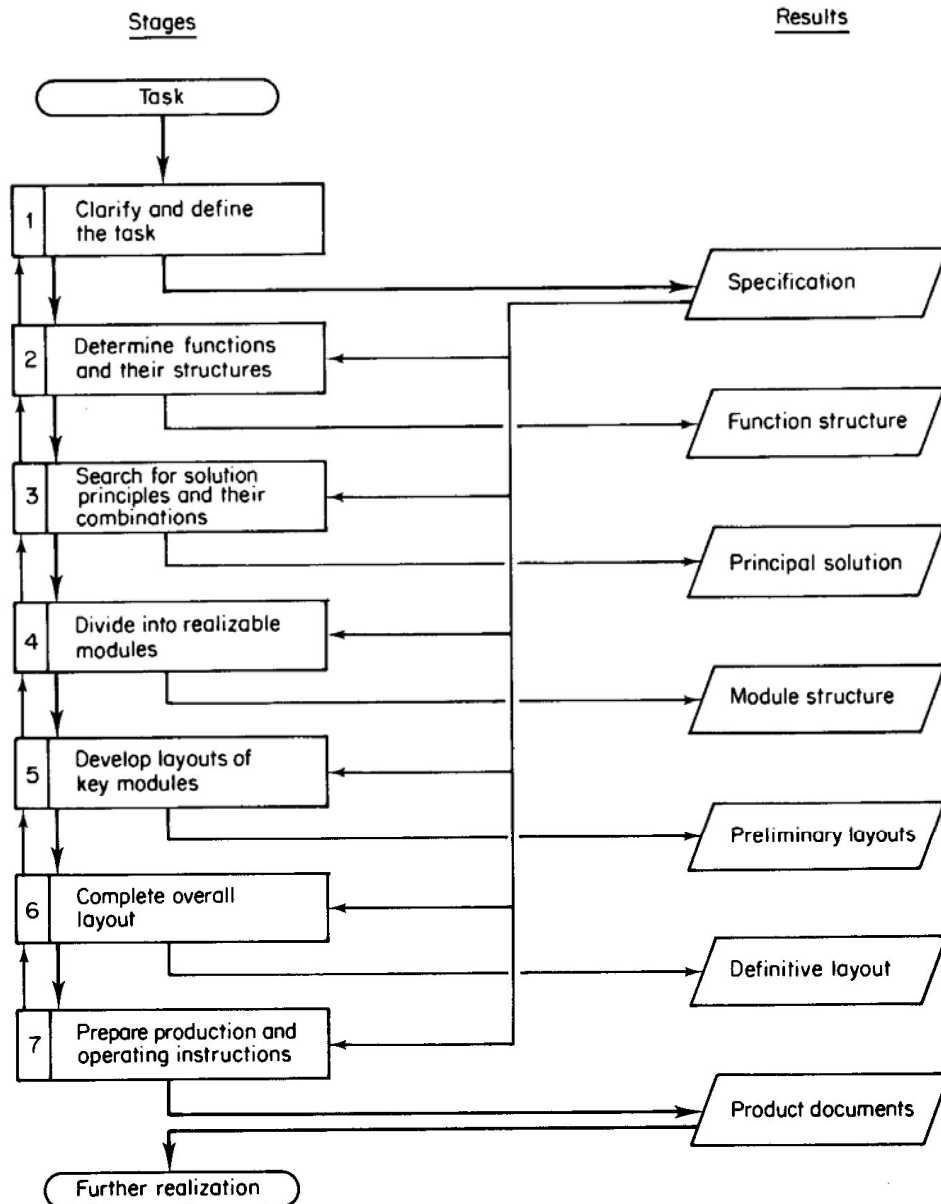 Stages
Results
Task
1
Clarify and define
the task
Specification
2
Determine functions
and their structures
Function structure
3
Search for solution
principles and their
combinations
Principal solution
4
Divide into realizable
modules
Module structure
5
Develop layouts of
key modules
Preliminary layouts
6
Complete overall
layout
Definitive layout
7
Prepare production and
operating instructions
Product documents
Further realization